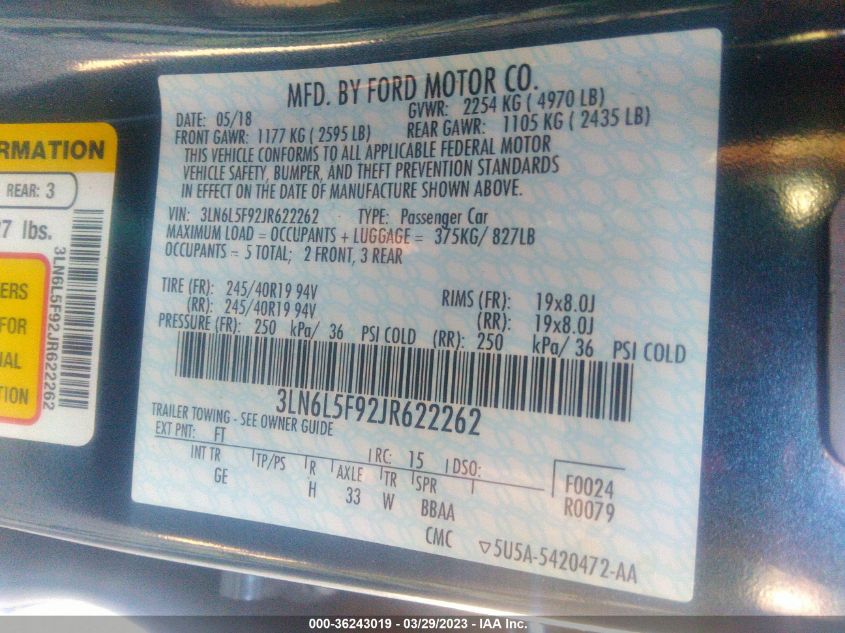 MFD. BY FORD MOTOR CO.
DATE: 05/18 GVWR: 2254 KG ( 4970 LB)
FRONT GAWR: 1177 KG ( 2595 LB) REAR GAWR: 1105 KG ( 2435 LB)
THIS VEHICLE CONFORMS TO ALL APPLICABLE FEDERAL MOTOR
VEHICLE SAFETY, BUMPER, AND THEFT PREVENTION STANDARDS
IN EFFECT ON THE DATE OF MANUFACTURE SHOWN ABOVE.
VIN: 3LN6L5F92JR622262 TYPE: Passenger Car
MAXIMUM LOAD = OCCUPANTS + LUGGAGE = 375KG/ 827LB
OCCUPANTS = 5 TOTAL; 2 FRONT, 3 REAR
TIRE (FR): 245/40R19 94V RIMS (FR): 19x8.0J
(RR): 245/40R19 94V (RR): 19x8.0J
PRESSURE (FR): 250 kPa/ 36 PSI COLD (RR): 250 kPa/ 36 PSI COLD
3LN6L5F92JR622262
TRAILER TOWING - SEE OWNER GUIDE
EXT PNT: FT RC: 15 DSO:
INT TR TP/PS R AXLE TR SPR F0024
GE H 33 W BBAA R0079
CMC ▽5U5A-5420472-AA
RMATION
REAR: 3
7 lbs.
ERS
FOR
IAL
TION
3LN6L5F92JR622262
000-36243019 // 03/29/2023 // IAA Inc.